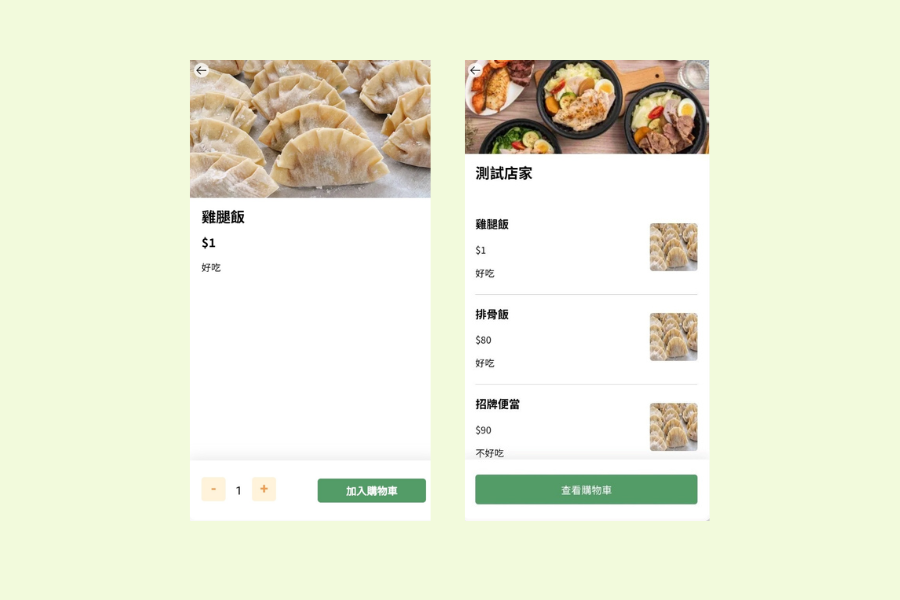 雞腿飯
$1
好吃
- 1 +
加入購物車
測試店家
雞腿飯
$1
好吃
排骨飯
$80
好吃
招牌便當
$90
不好吃
查看購物車